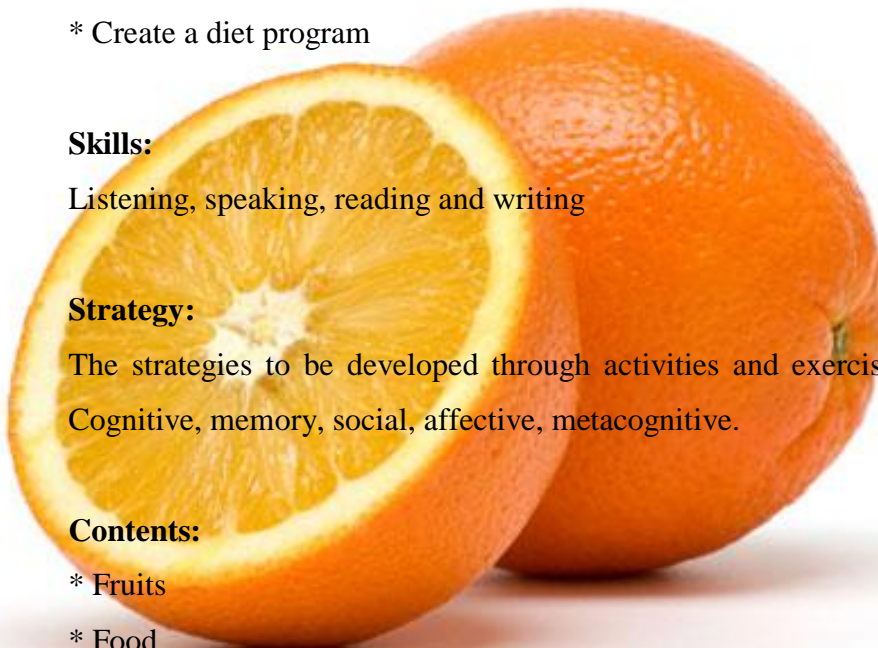 * Create a diet program
Skills:
Listening, speaking, reading and writing
Strategy:
The strategies to be developed through activities and
Cognitive, memory, social, affective, metacognitive.
Contents:
* Fruits
* Food